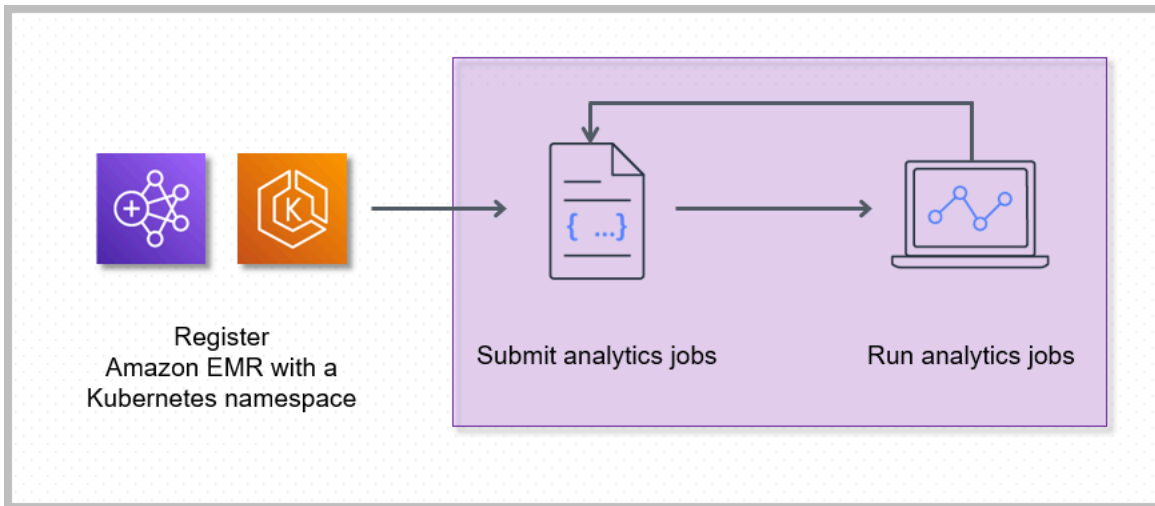 K
{ ...}
Register
Amazon EMR with a
Kubernetes namespace
Submit analytics jobs
Run analytics jobs